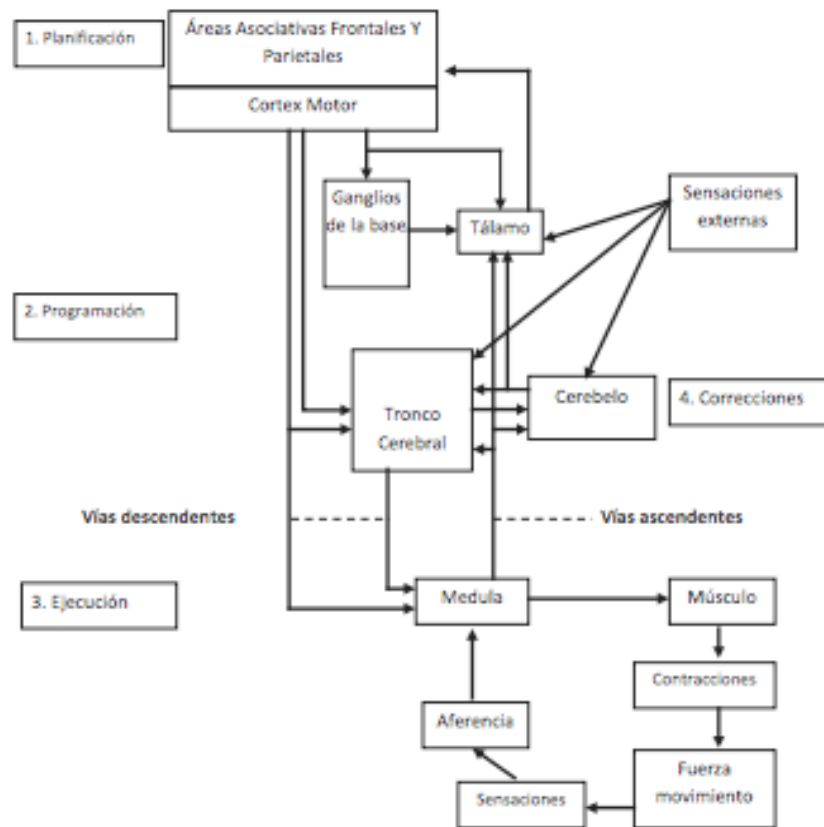 1. Planificación
Áreas Asociativas Frontales Y
Parietales
Cortex Motor
Ganglios
de la base
Tálamo
Sensaciones
externas
2. Programación
Tronco
Cerebral
Cerebelo
4. Correcciones
Vías descendentes
Vías ascendentes
3. Ejecución
Medula
Músculo
Contracciones
Aferencia
Fuerza
movimiento
Sensaciones